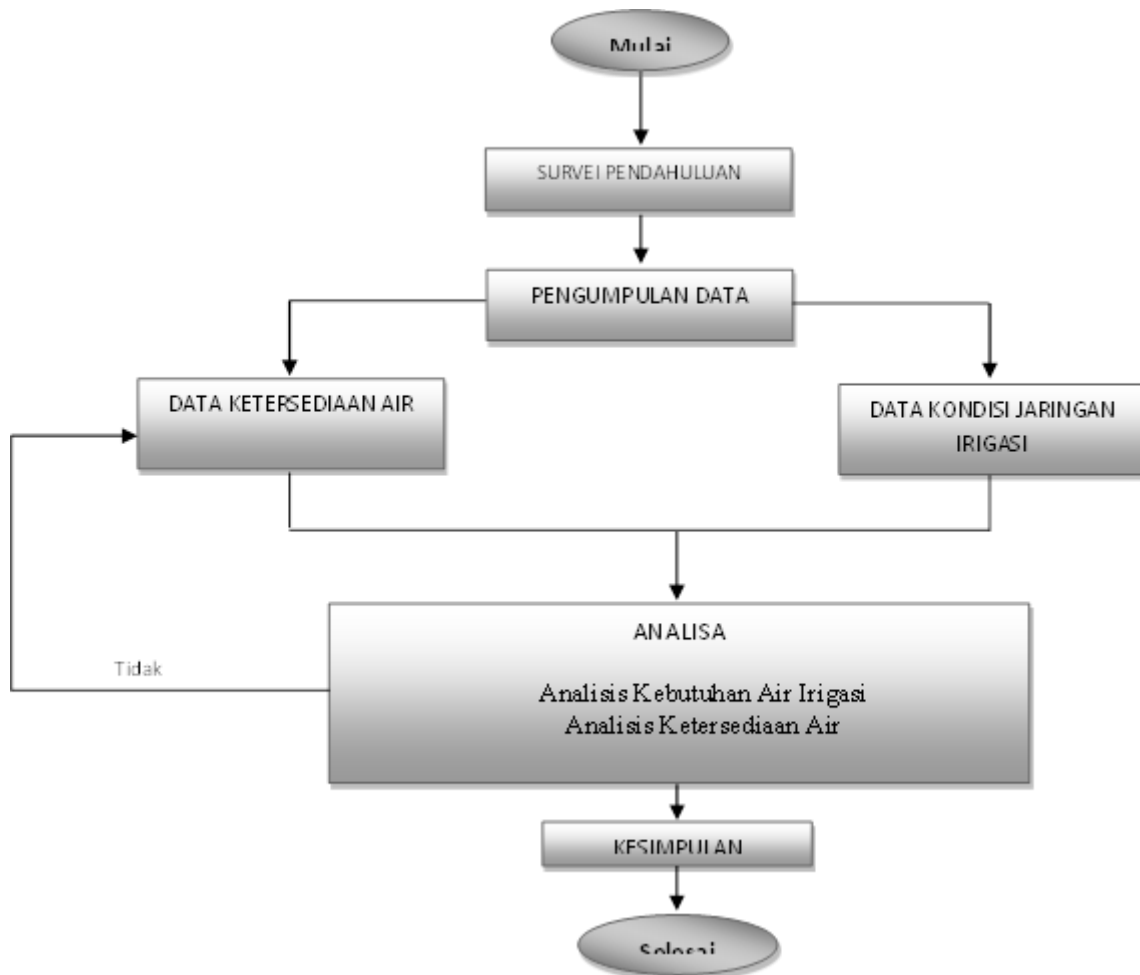 Mulai
SURVEI PENDAHULUAN
PENGUMPULAN DATA
DATA KETERSEDIAAN AIR
DATA KONDISI JARINGAN
IRIGASI
Tidak
ANALISA
Analisis Kebutuhan Air Irigasi
Analisis Ketersediaan Air
KESIMPULAN
Selesai